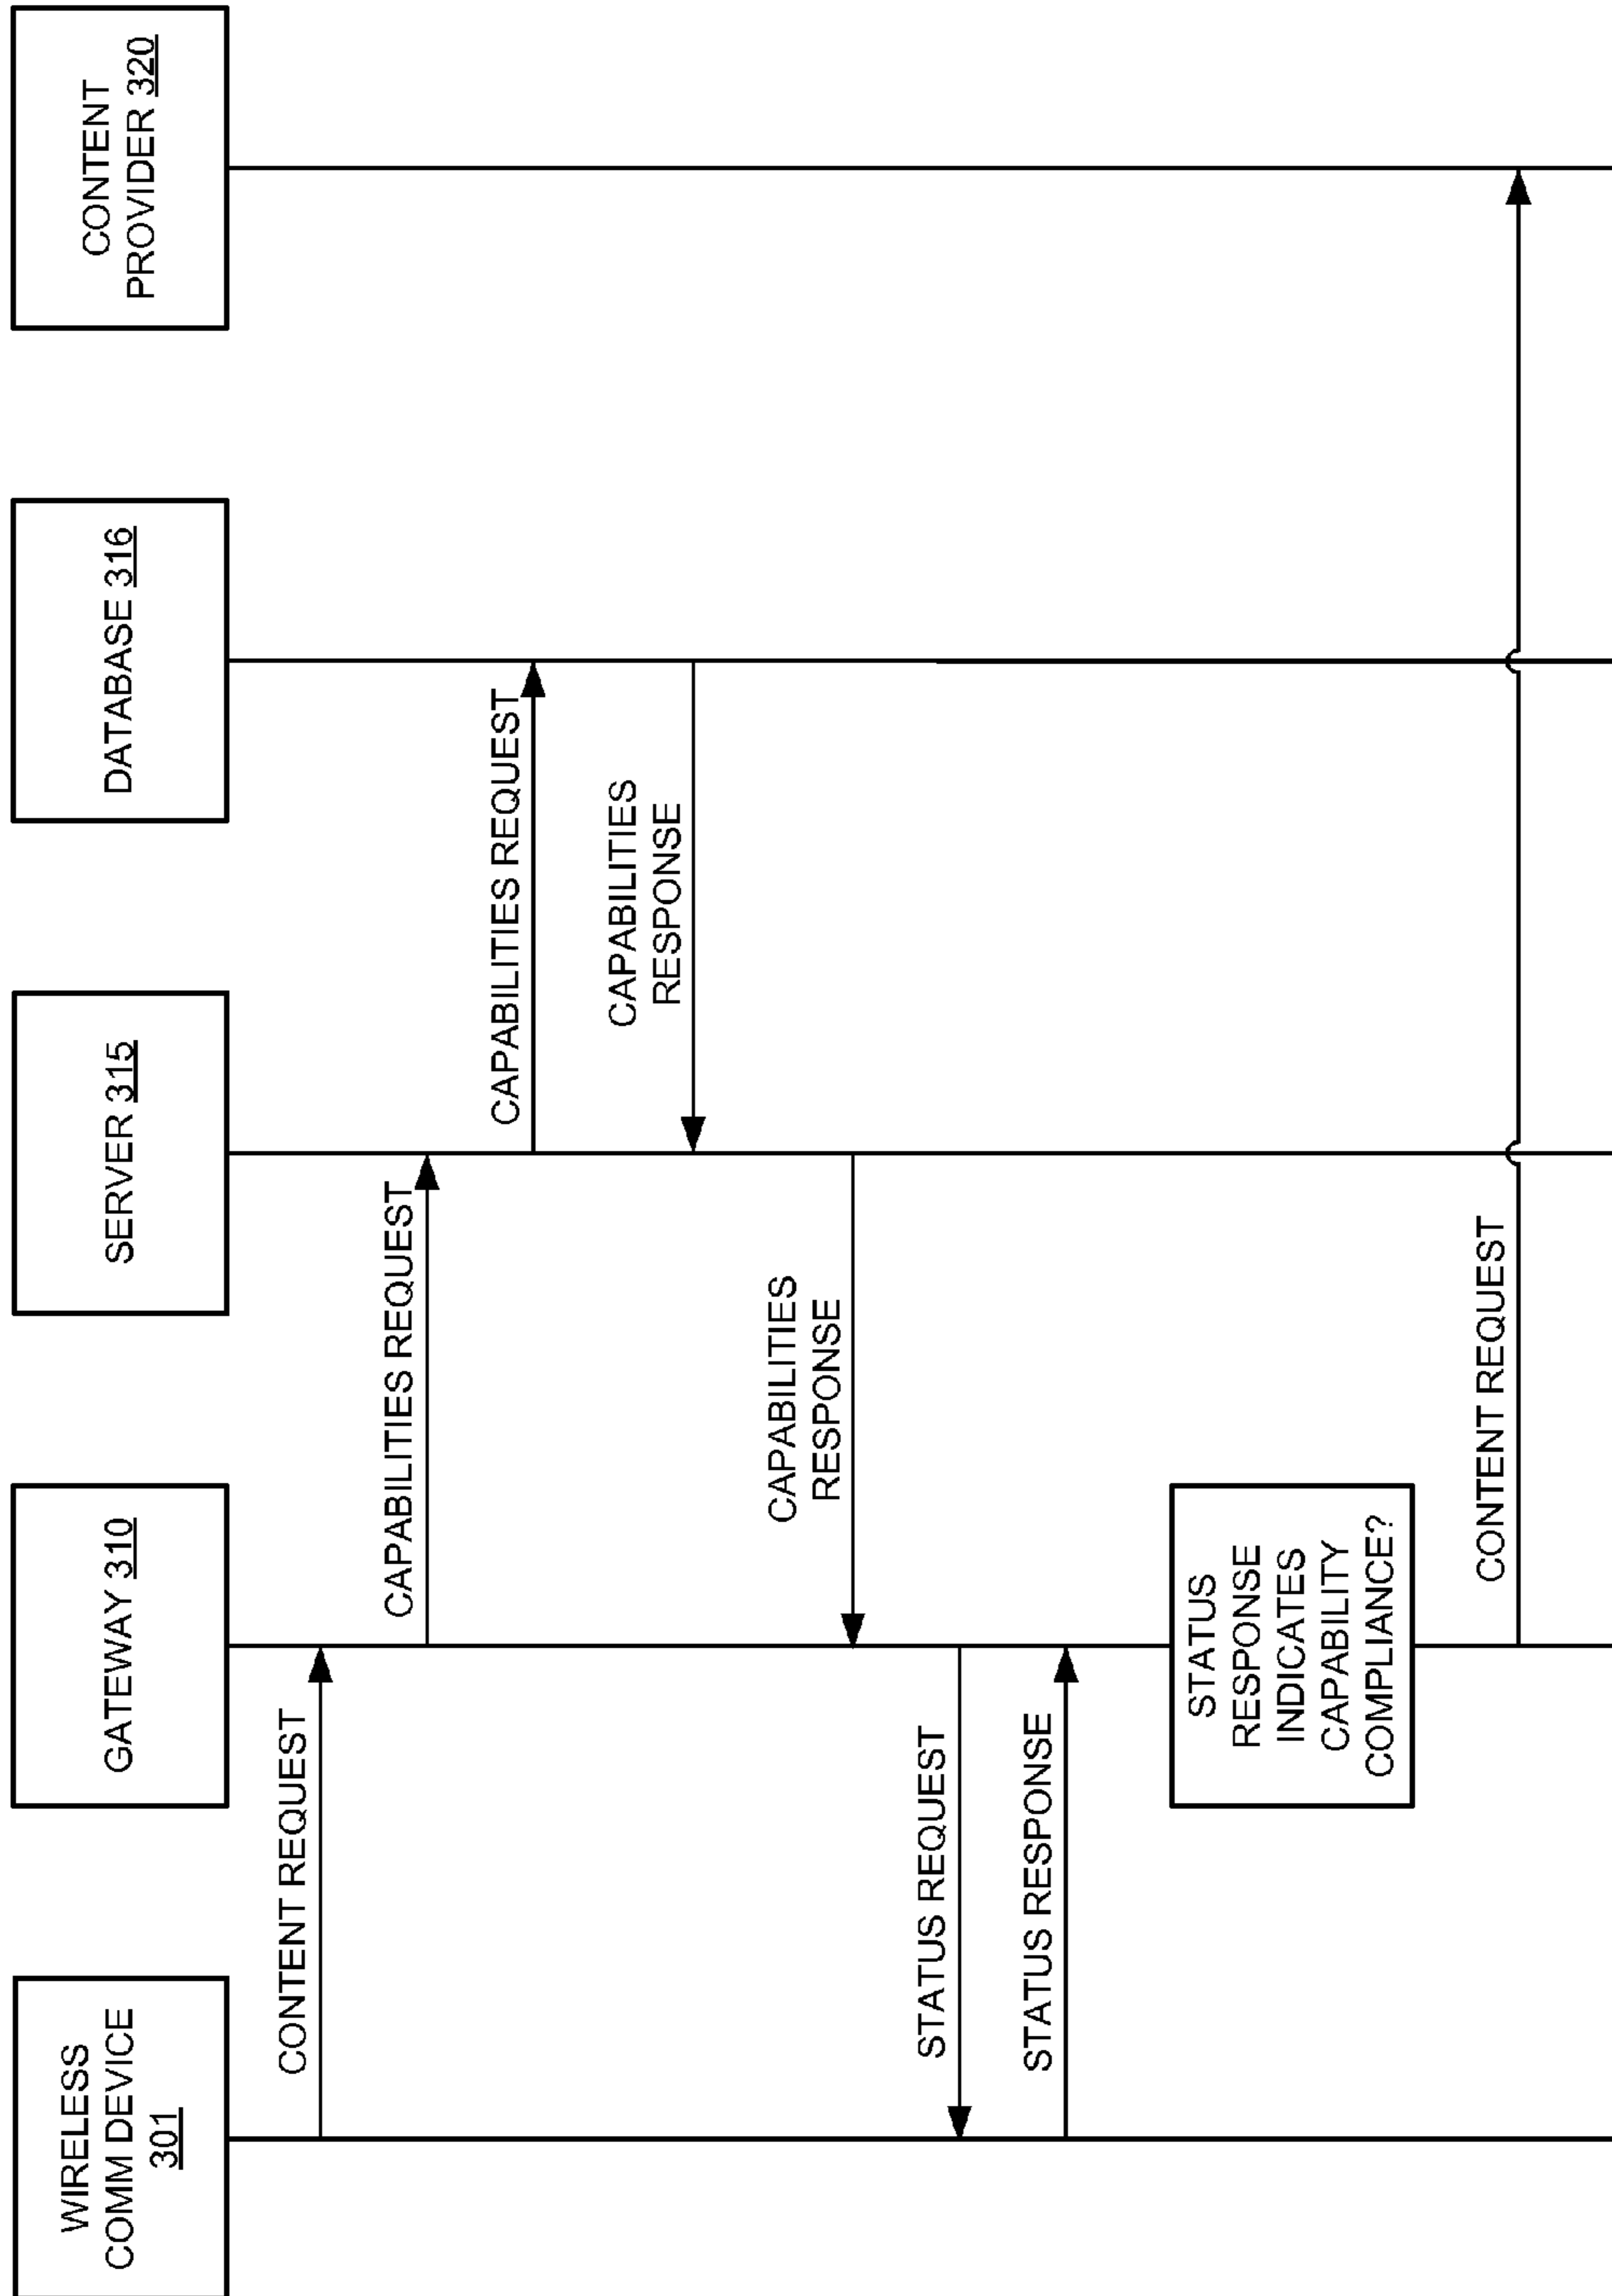 WIRELESS
COMM DEVICE
301
GATEWAY 310
SERVER 315
DATABASE 316
CONTENT
PROVIDER 320
CONTENT REQUEST
CAPABILITIES REQUEST
CAPABILITIES REQUEST
CAPABILITIES
RESPONSE
CAPABILITIES
RESPONSE
STATUS REQUEST
STATUS RESPONSE
STATUS
RESPONSE
INDICATES
CAPABILITY
COMPLIANCE?
CONTENT REQUEST